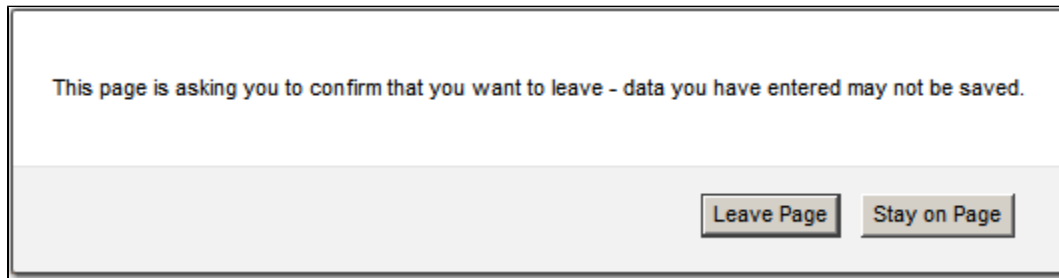 This page is asking you to confirm that you want to leave - data you have entered may not be saved.
Leave Page Stay on Page